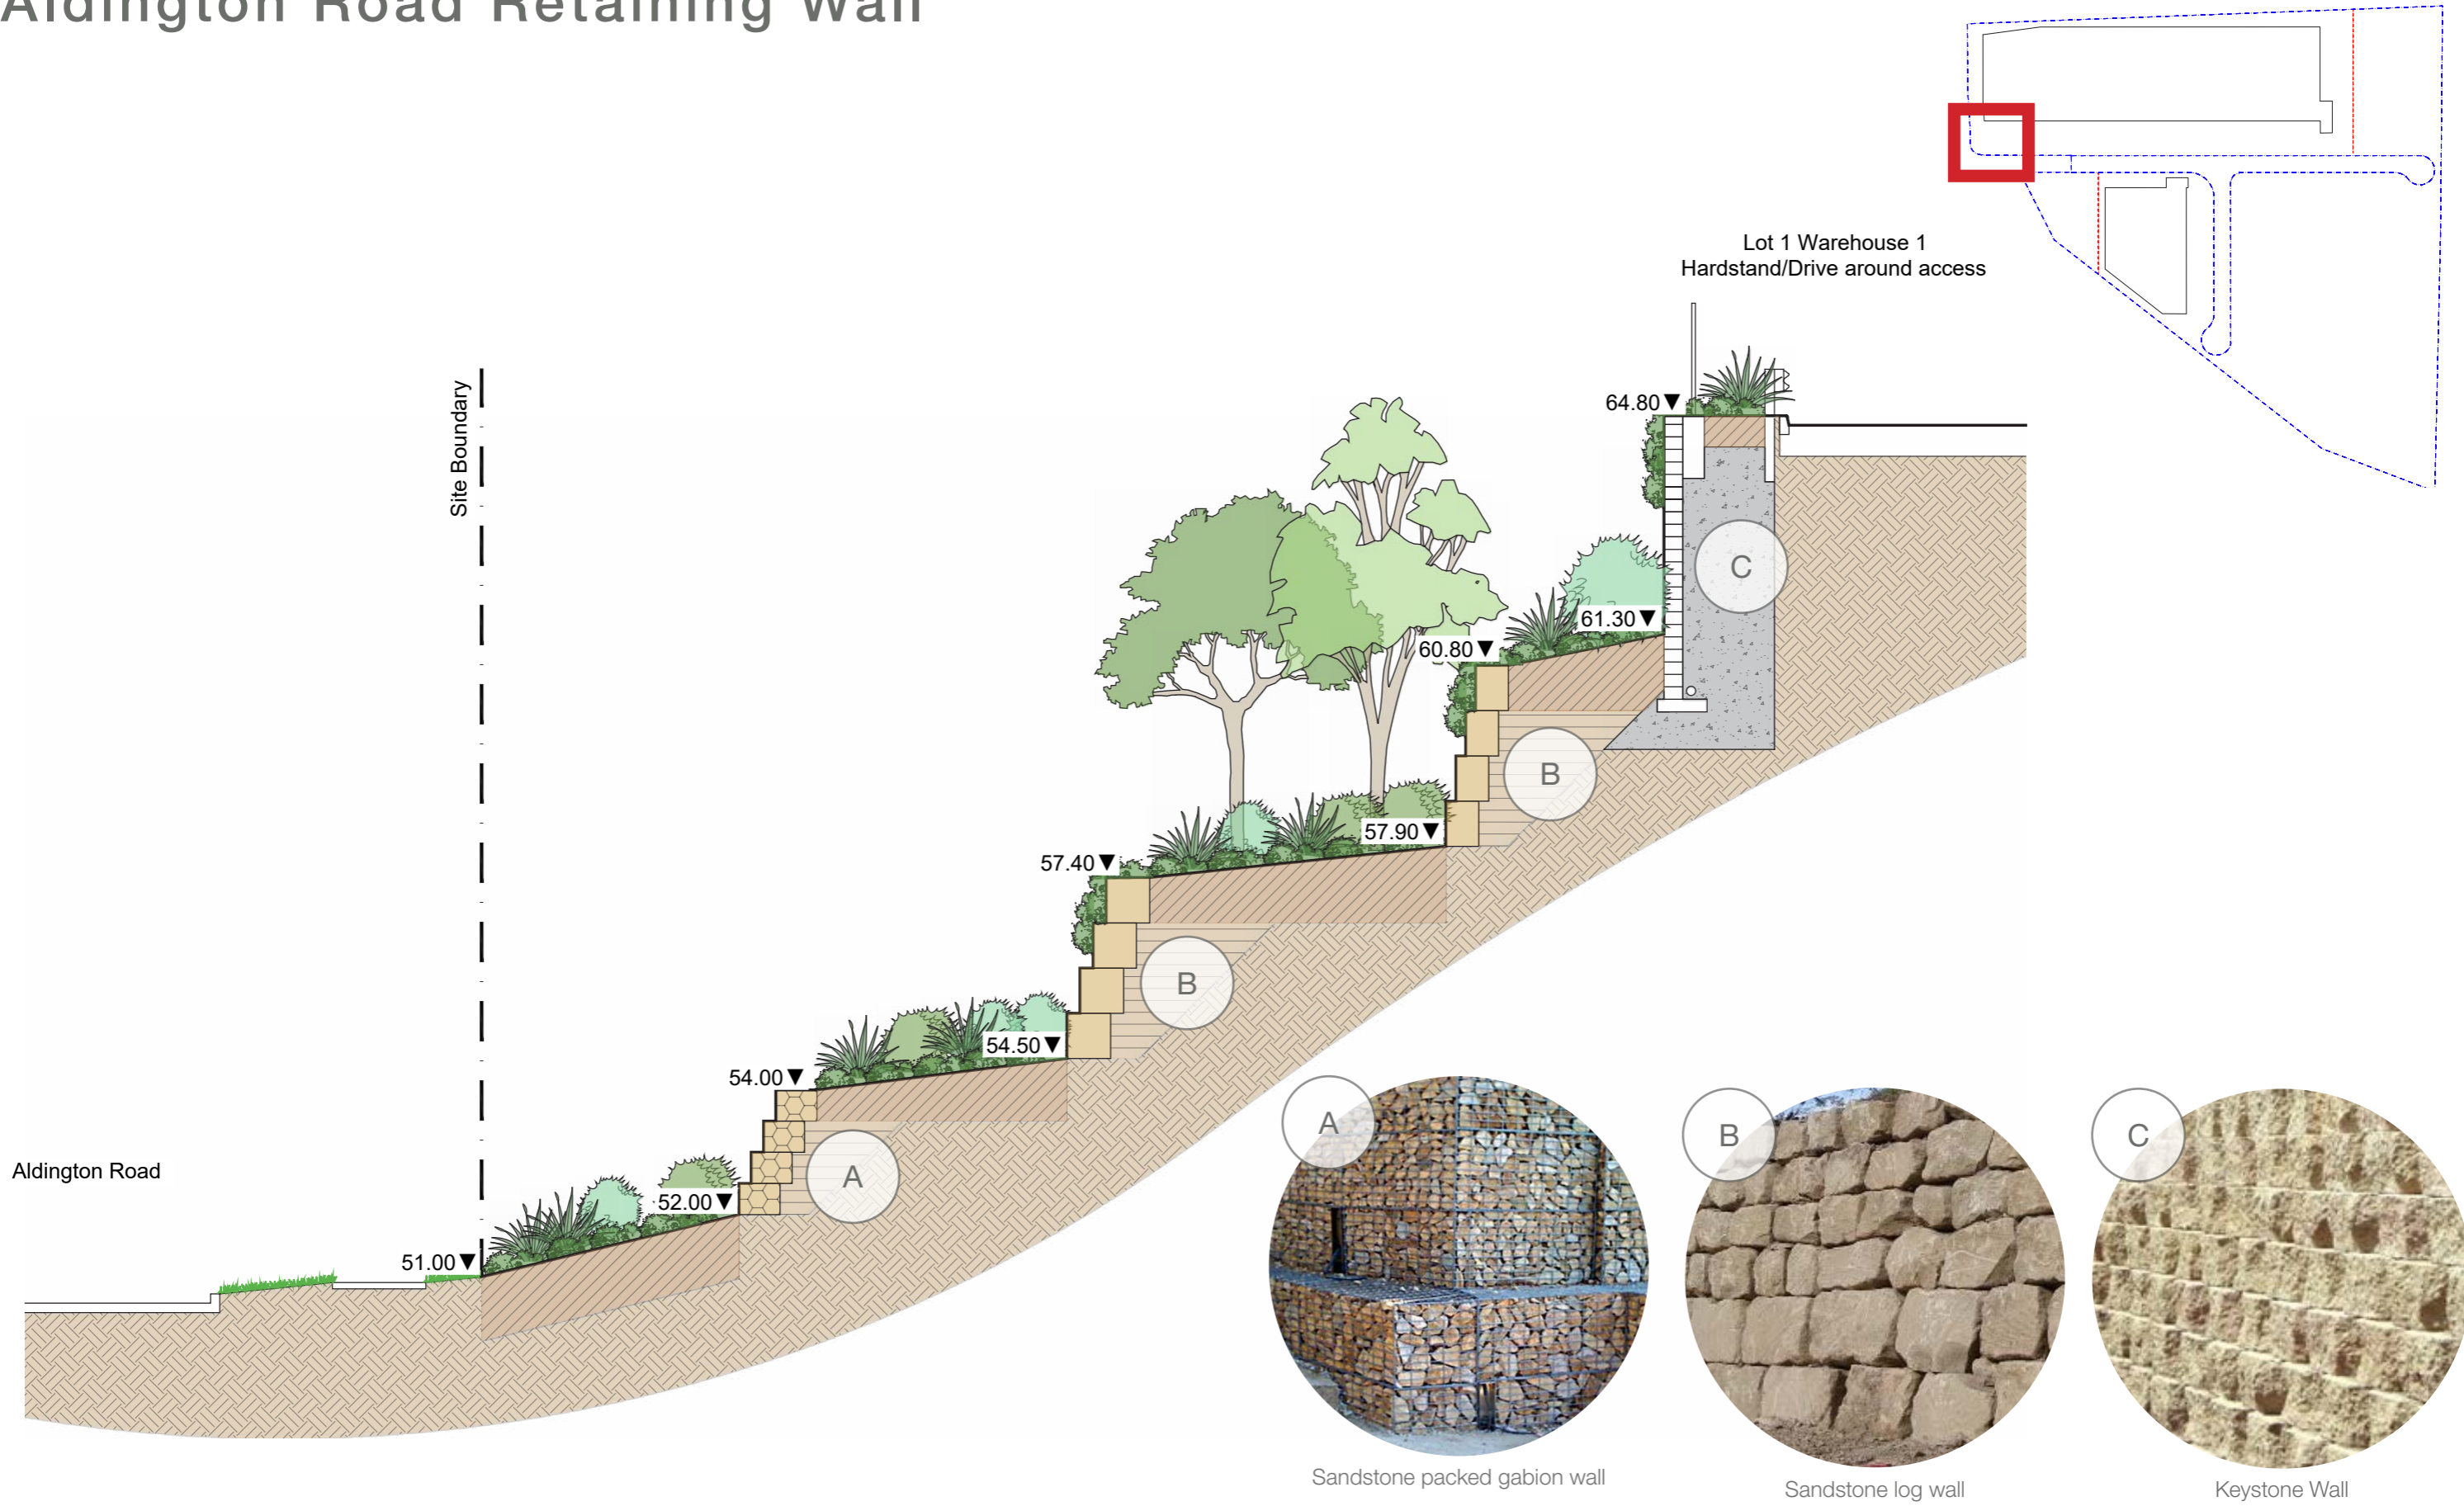 Aldington Road Retaining Wall
Lot 1 Warehouse 1
Hardstand/Drive around access
Site Boundary
64.80
C
61.30
60.80
B
57.90
57.40
B
54.50
54.00
A
52.00
51.00
Aldington Road
A
B
C
Sandstone packed gabion wall
Sandstone log wall
Keystone Wall